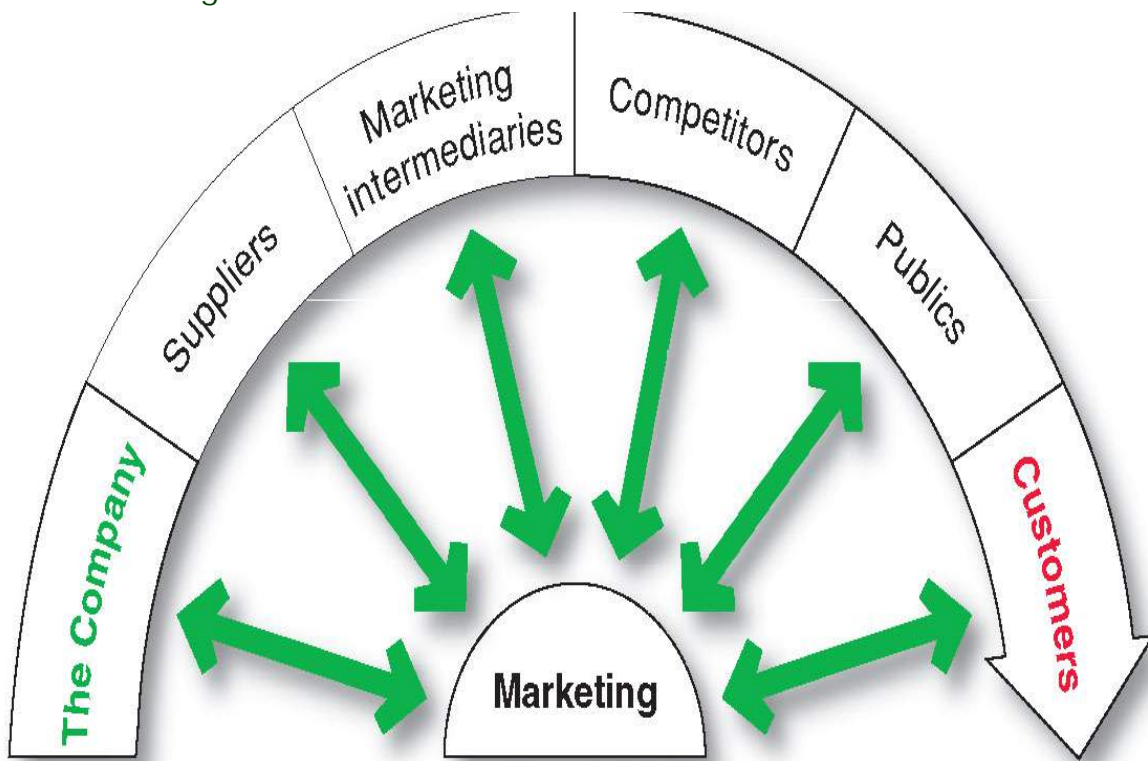 The Company
Suppliers
Marketing
intermediaries
Competitors
Publics
Customers
Marketing